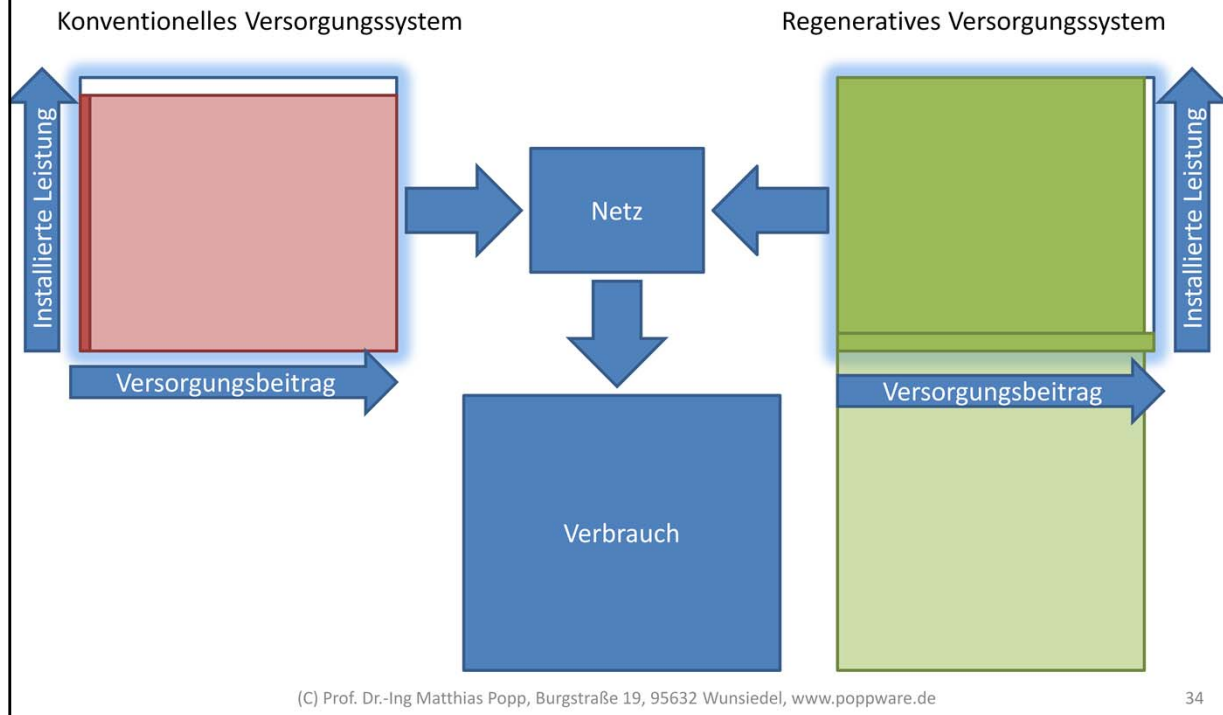 Konventionelles Versorgungssystem
Regeneratives Versorgungssystem
Installierte Leistung
Netz
Installierte Leistung
Versorgungsbeitrag
Versorgungsbeitrag
Verbrauch
(C) Prof. Dr.-Ing Matthias Popp, Burgstraße 19, 95632 Wunsiedel, www.poppware.de
34